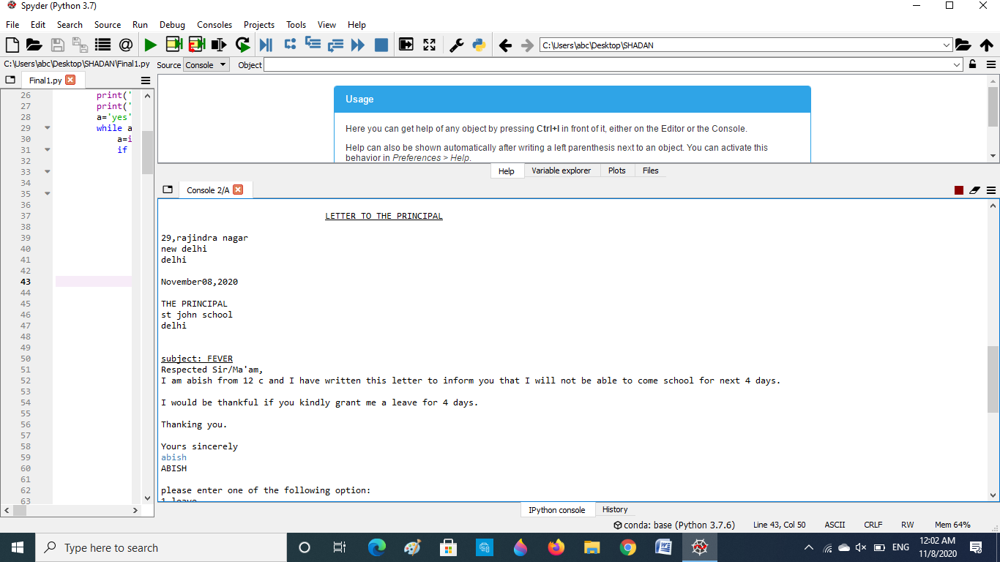 Spyder (Python 3.7)
File Edit Search Source Run Debug Consoles Projects Tools View Help
C:\Users\abc\Desktop\SHADAN
C:\Users\abc\Desktop\SHADAN\Final1.py
Source Console Object
Final1.py
Usage
Here you can get help of any object by pressing Ctrl+I in front of it, either on the Editor or the Console.
Help can also be shown automatically after writing a left parenthesis next to an object. You can activate this
behavior in Preferences > Help.
Help Variable explorer Plots Files
26 print('
27 print('
28 a='yes'
29 while a
30 a=i
31 if
32
33
34
35
36
37
38
39
40
41
42
43
44
45
46
47
48
49
50
51
52
53
54
55
56
57
58
59
60
61
62
63
Console 2/A
LETTER TO THE PRINCIPAL
29,rajindra nagar
new delhi
delhi
November08,2020
THE PRINCIPAL
st john school
delhi
subject: FEVER
Respected Sir/Ma'am,
I am abish from 12 c and I have written this letter to inform you that I will not be able to come school for next 4 days.
I would be thankful if you kindly grant me a leave for 4 days.
Thanking you.
Yours sincerely
abish
ABISH
please enter one of the following option:
1.leave
IPython console History
conda: base (Python 3.7.6) Line 43, Col 50 ASCII CRLF RW Mem 64%
Type here to search
ENG
12:02 AM
11/8/2020